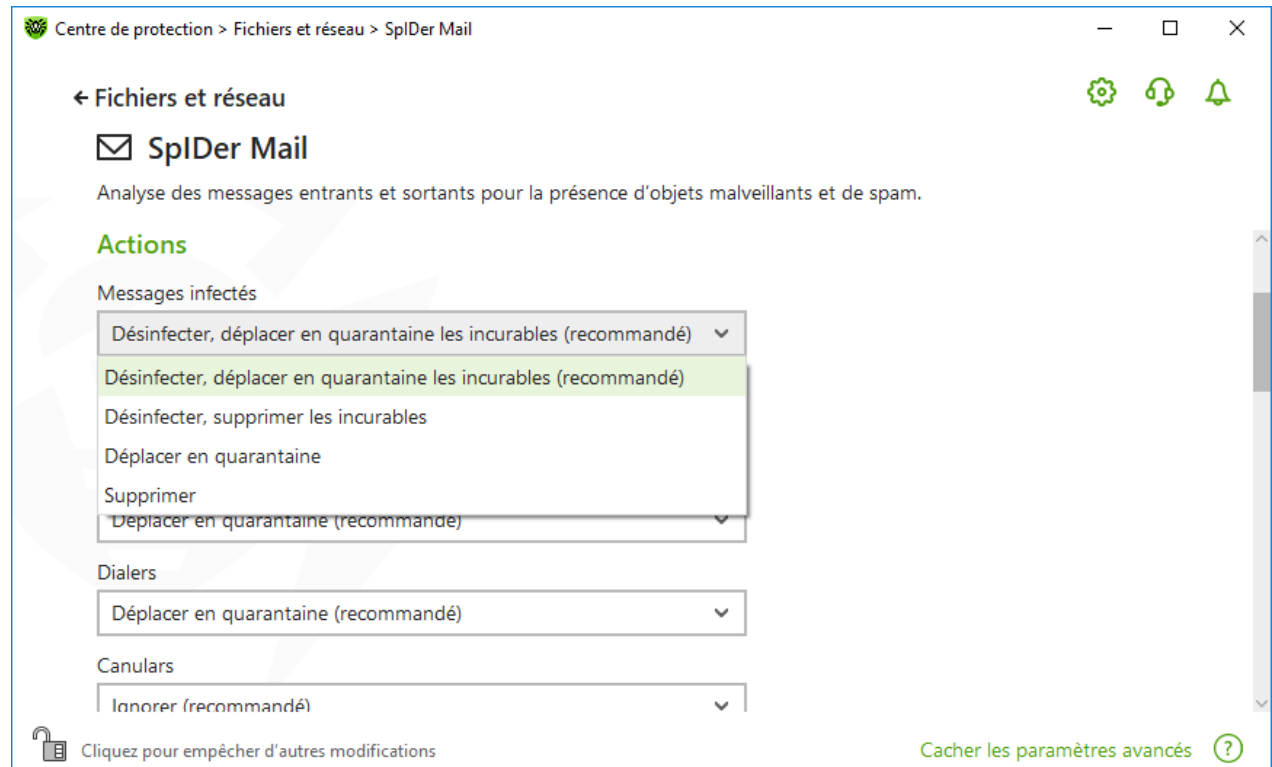 Centre de protection > Fichiers et réseau > SpIDer Mail
Fichiers et réseau
SpIDer Mail
Analyse des messages entrants et sortants pour la présence d'objets malveillants et de spam.
Actions
Messages infectés
Désinfecter, déplacer en quarantaine les incurables (recommandé)
Désinfecter, déplacer en quarantaine les incurables (recommandé)
Désinfecter, supprimer les incurables
Déplacer en quarantaine
Supprimer
Déplacer en quarantaine (recommandé)
Dialers
Déplacer en quarantaine (recommandé)
Canulars
Ignorer (recommandé)
Cliquez pour empêcher d'autres modifications
Cacher les paramètres avancés ?